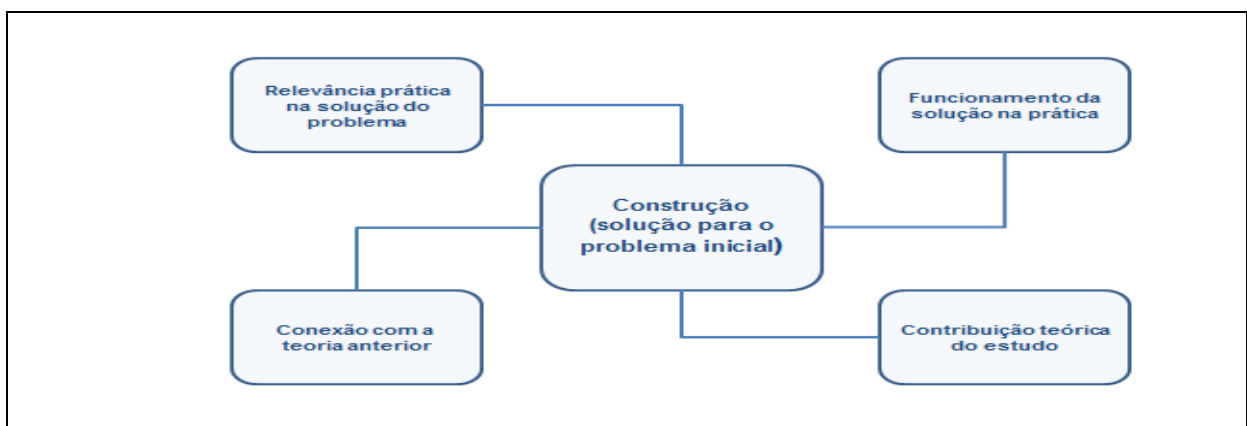 Relevância prática
na solução do
problema
Funcionamento da
solução na prática
Construção
(solução para o
problema inicial)
Conexão com a
teoria anterior
Contribuição teórica
do estudo